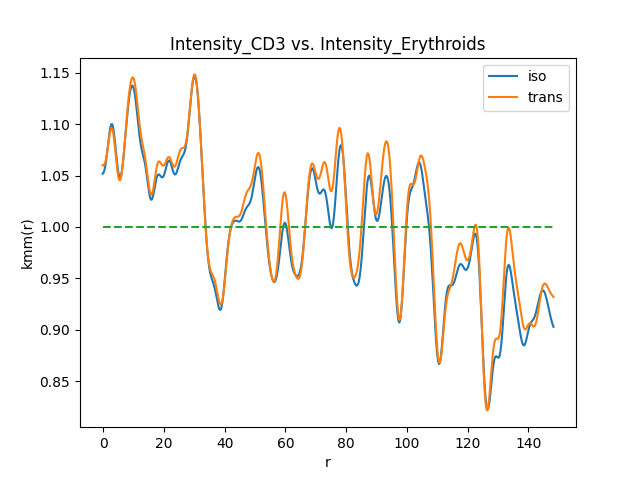 Intensity_CD3 vs. Intensity_Erythroids
iso
trans
kmm(r)
1.15
1.10
1.05
1.00
0.95
0.90
0.85
0 20 40 60 80 100 120 140
r